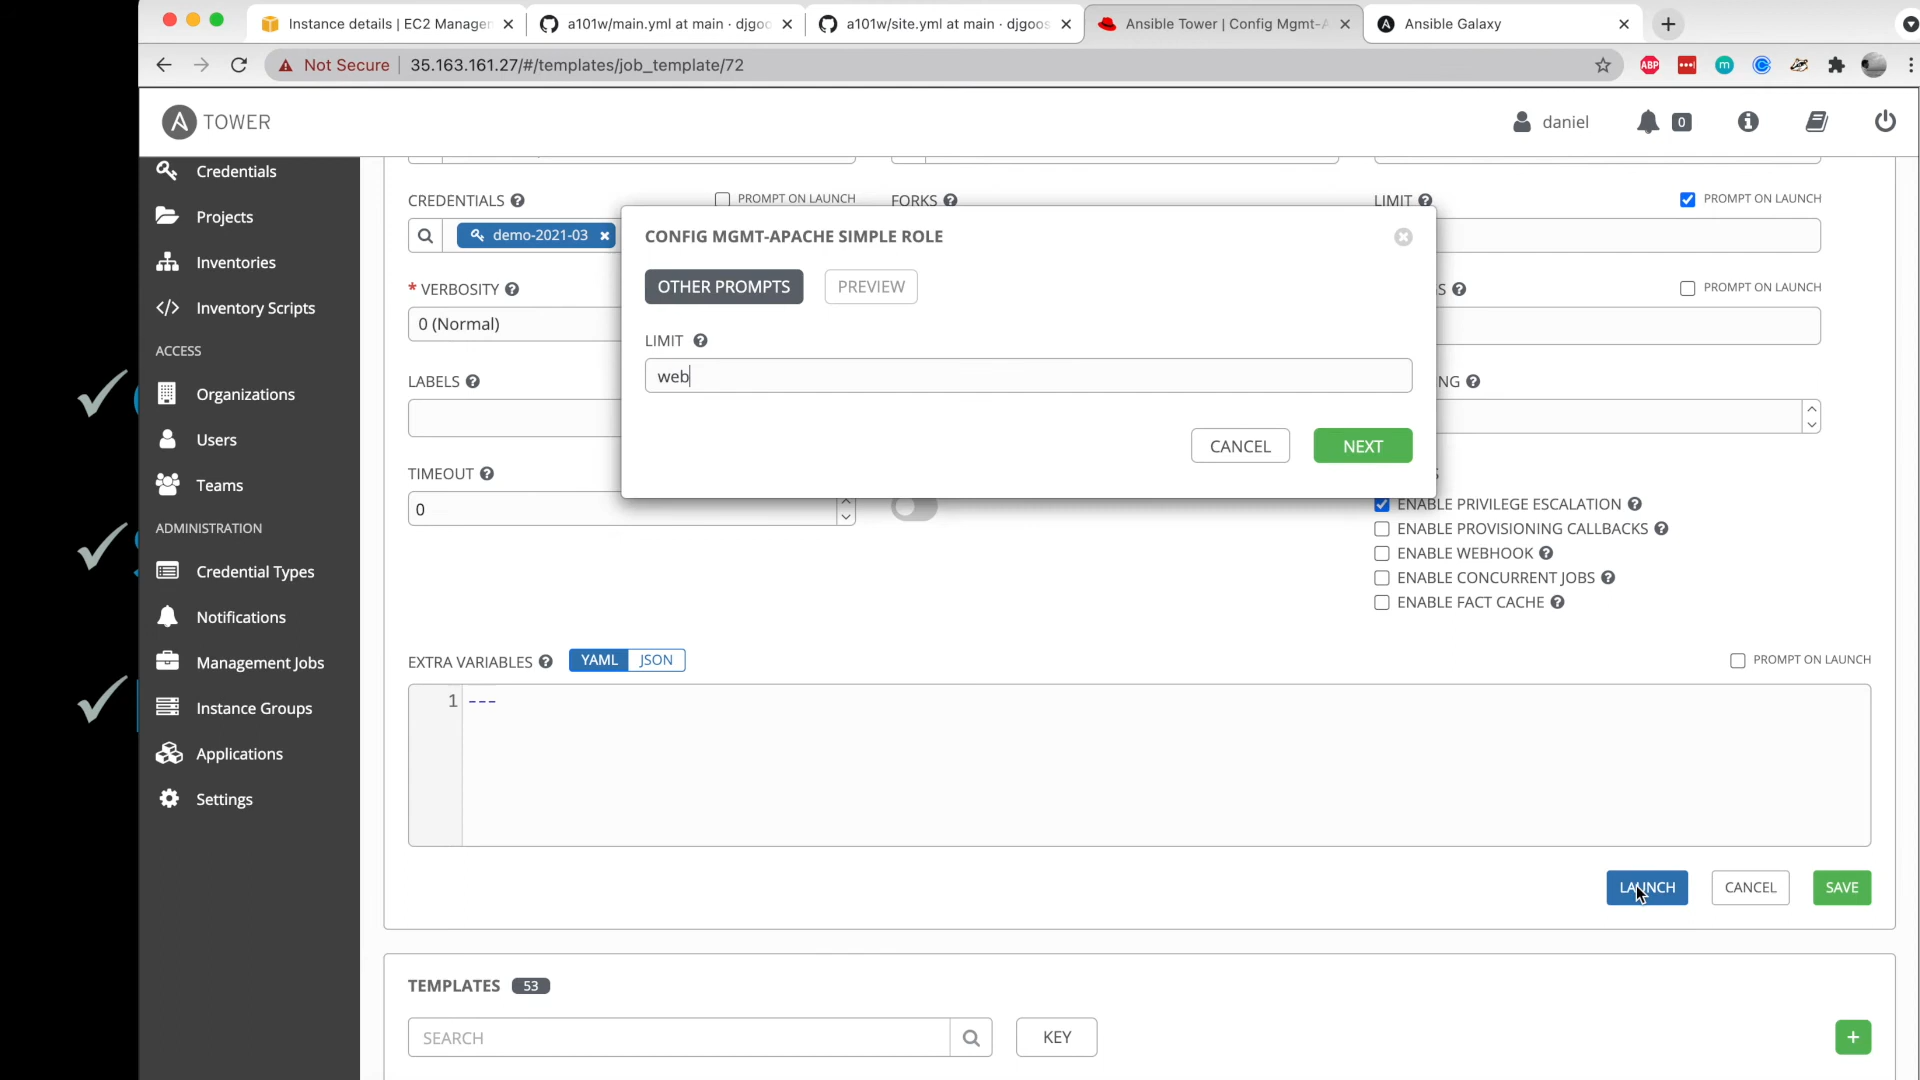 Instance details | EC2 Manager
a101w/main.yml at main · djgoo
a101w/site.yml at main · djgoos
Ansible Tower | Config Mgmt-A
Ansible Galaxy
Not Secure
35.163.161.27/#/templates/job_template/72
ABP
m
A TOWER
daniel
0
Credentials
Projects
Inventories
Inventory Scripts
ACCESS
Organizations
Users
Teams
ADMINISTRATION
Credential Types
Notifications
Management Jobs
Instance Groups
Applications
Settings
CREDENTIALS
PROMPT ON LAUNCH
FORKS
LIMIT
PROMPT ON LAUNCH
demo-2021-03
CONFIG MGMT-APACHE SIMPLE ROLE
OTHER PROMPTS
PREVIEW
LIMIT
web
CANCEL
NEXT
* VERBOSITY
S
PROMPT ON LAUNCH
0 (Normal)
LABELS
NG
TIMEOUT
0
ENABLE PRIVILEGE ESCALATION
ENABLE PROVISIONING CALLBACKS
ENABLE WEBHOOK
ENABLE CONCURRENT JOBS
ENABLE FACT CACHE
EXTRA VARIABLES
YAML
JSON
PROMPT ON LAUNCH
1 ---
LAUNCH
CANCEL
SAVE
TEMPLATES 53
SEARCH
KEY
+